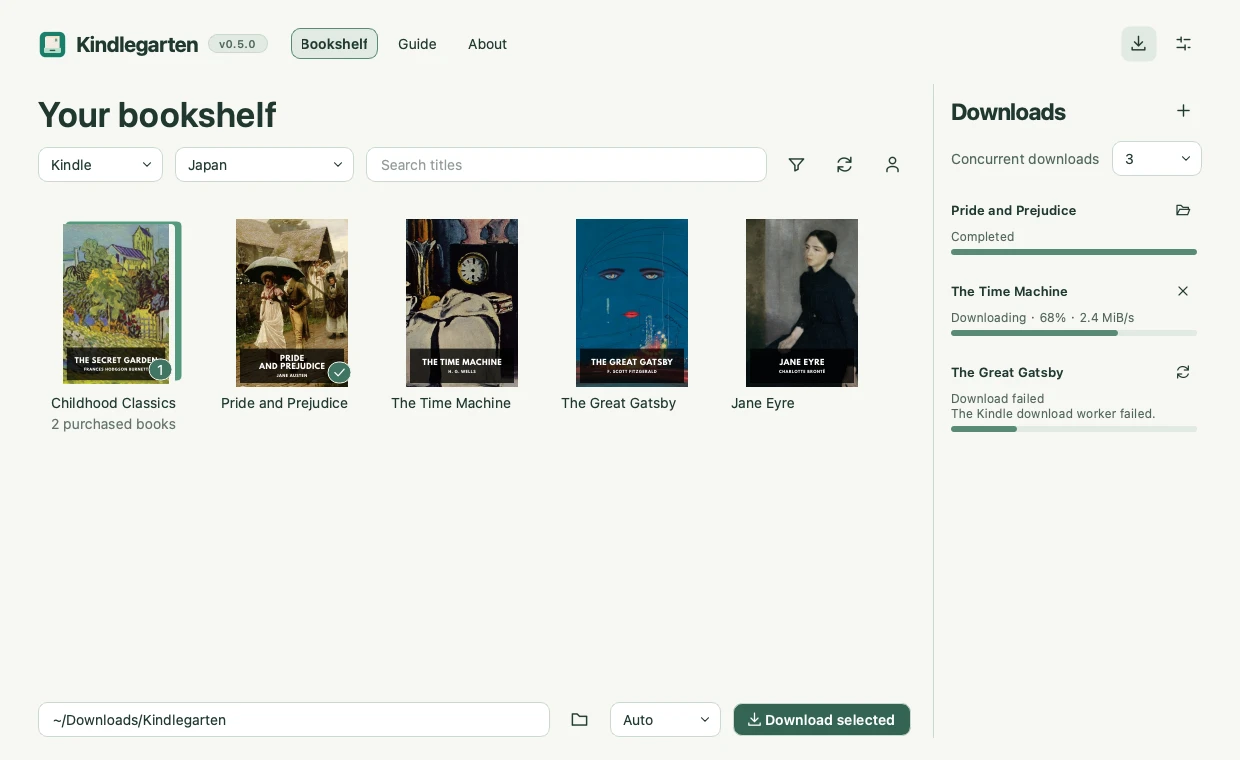 Kindlegarten v0.5.0 Bookshelf Guide About
Your bookshelf
Kindle Japan Search titles
THE SECRET GARDEN
FRANCES HODGSON BURNETT
1
Childhood Classics
2 purchased books
PRIDE
AND PREJUDICE
JANE AUSTEN
Pride and Prejudice
THE TIME MACHINE
H. G. WELLS
The Time Machine
THE GREAT GATSBY
F. SCOTT FITZGERALD
The Great Gatsby
JANE EYRE
CHARLOTTE BRONTË
Jane Eyre
~/Downloads/Kindlegarten Auto Download selected
Downloads
Concurrent downloads 3
Pride and Prejudice
Completed
The Time Machine
Downloading · 68% · 2.4 MiB/s
The Great Gatsby
Download failed
The Kindle download worker failed.